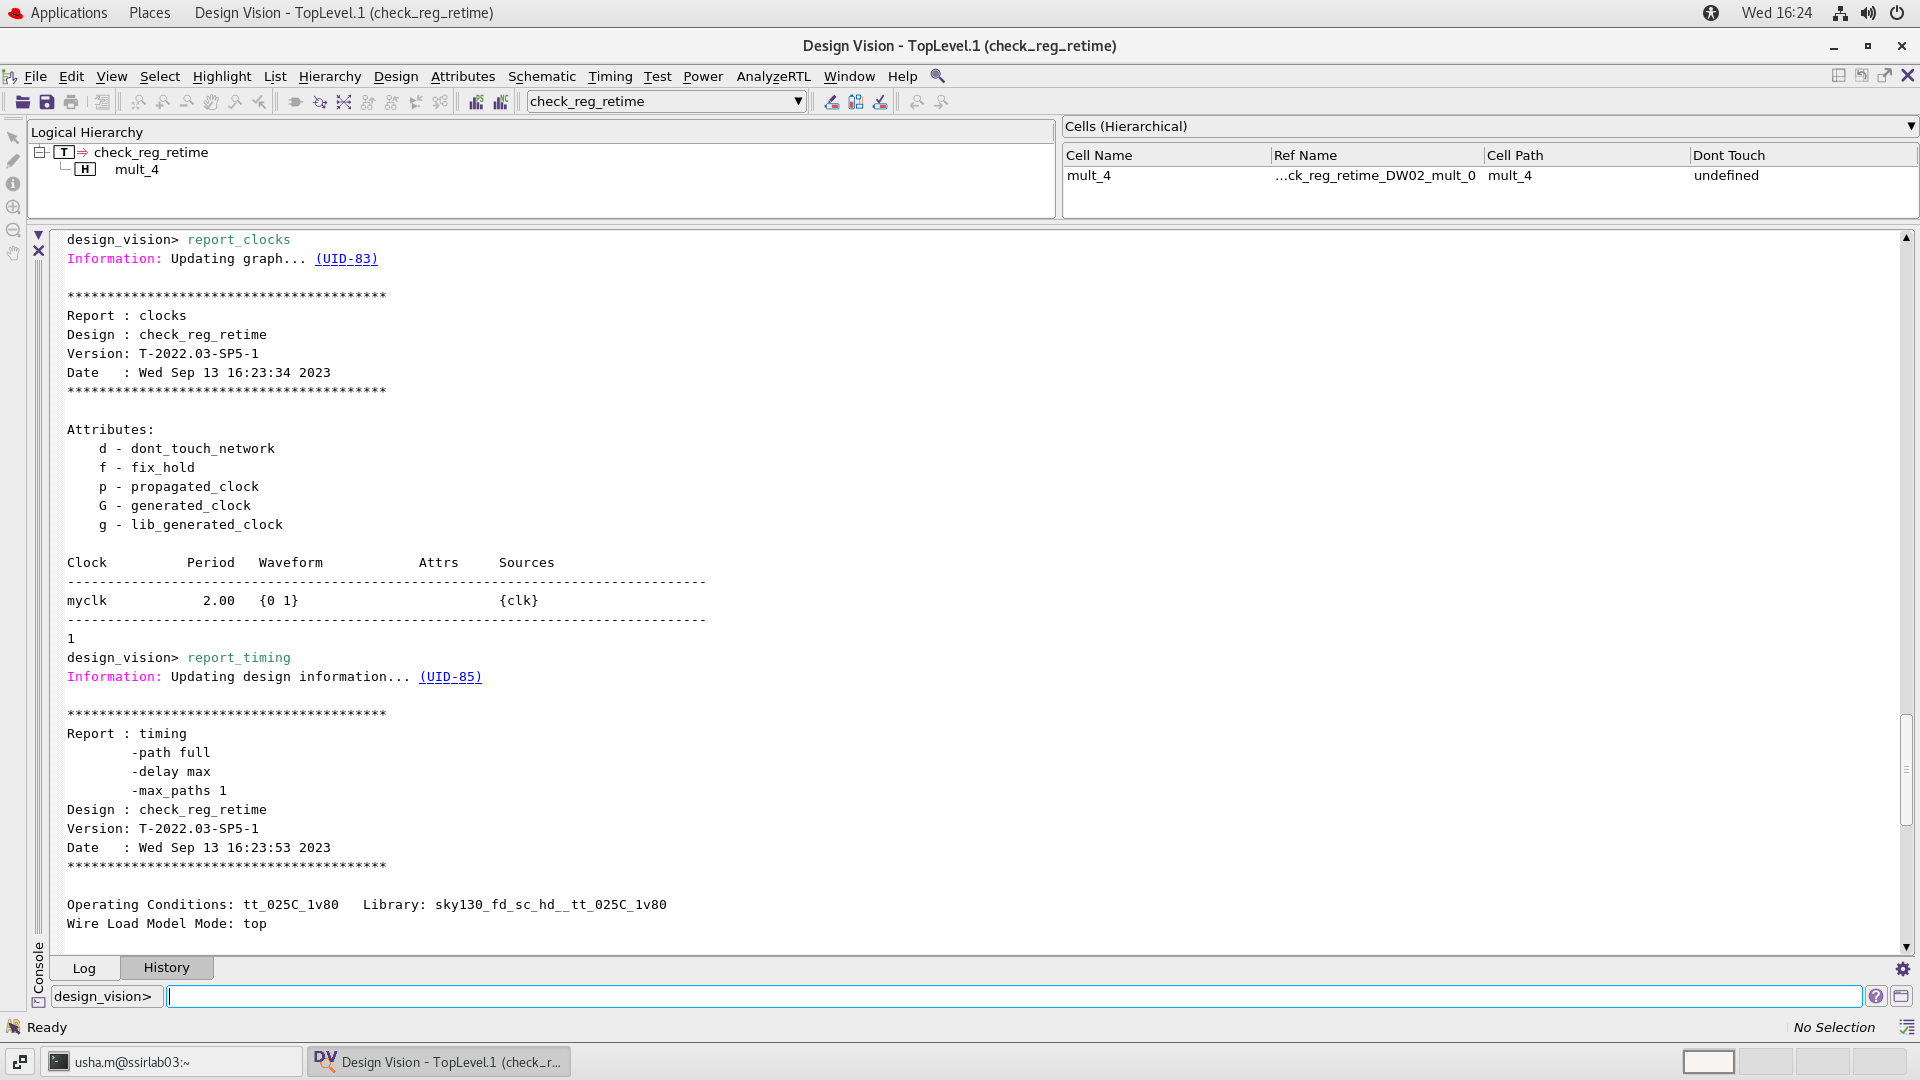 Applications Places Design Vision - TopLevel.1 (check_reg_retime) Wed 16:24
Design Vision - TopLevel.1 (check_reg_retime)
File Edit View Select Highlight List Hierarchy Design Attributes Schematic Timing Test Power AnalyzeRTL Window Help
check_reg_retime
Logical Hierarchy
T check_reg_retime
H mult_4
Cells (Hierarchical)
Cell Name Ref Name Cell Path Dont Touch
mult_4 ...ck_reg_retime_DW02_mult_0 mult_4 undefined
design_vision> report_clocks
Information: Updating graph... (UID-83)
****************************************
Report : clocks
Design : check_reg_retime
Version: T-2022.03-SP5-1
Date   : Wed Sep 13 16:23:34 2023
****************************************
Attributes:
    d - dont_touch_network
    f - fix_hold
    p - propagated_clock
    G - generated_clock
    g - lib_generated_clock
Clock          Period   Waveform            Attrs     Sources
--------------------------------------------------------------------------------
myclk            2.00   {0 1}                         {clk}
--------------------------------------------------------------------------------
1
design_vision> report_timing
Information: Updating design information... (UID-85)
****************************************
Report : timing
        -path full
        -delay max
        -max_paths 1
Design : check_reg_retime
Version: T-2022.03-SP5-1
Date   : Wed Sep 13 16:23:53 2023
****************************************
Operating Conditions: tt_025C_1v80   Library: sky130_fd_sc_hd__tt_025C_1v80
Wire Load Model Mode: top
Console
Log History
design_vision>
Ready No Selection
usha.m@ssirlab03:~ DV Design Vision - TopLevel.1 (check_r...